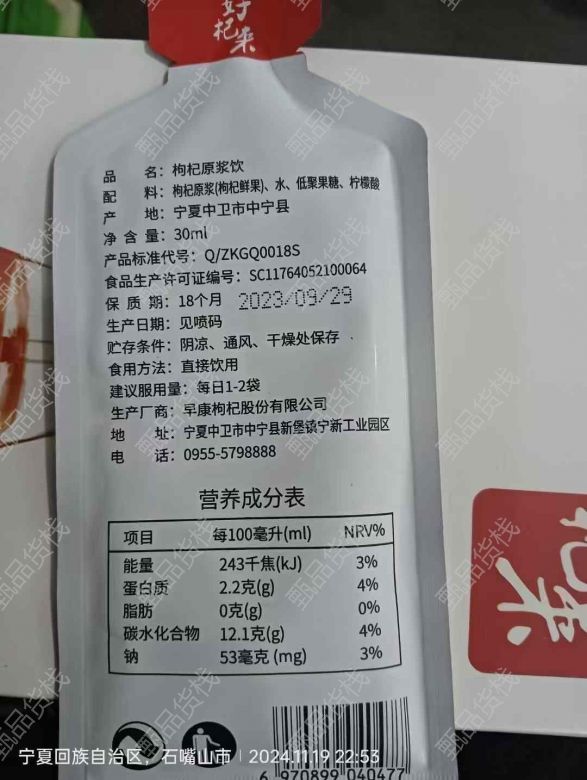 好
杞来
品 名：枸杞原浆饮
配 料：枸杞原浆(枸杞鲜果)、水、低聚果糖、柠檬酸
产 地：宁夏中卫市中宁县
净 含 量：30ml
产品标准代号：Q/ZKGQ0018S
食品生产许可证编号：SC11764052100064
保 质 期：18个月 2023/09/29
生产日期：见喷码
贮存条件：阴凉、通风、干燥处保存
食用方法：直接饮用
建议服用量：每日1-2袋
生产厂商：早康枸杞股份有限公司
地 址：宁夏中卫市中宁县新堡镇宁新工业园区
电 话：0955-5798888
营养成分表
项目 每100毫升(ml) NRV%
能量 243千焦(kJ) 3%
蛋白质 2.2克(g) 4%
脂肪 0克(g) 0%
碳水化合物 12.1克(g) 4%
钠 53毫克 (mg) 3%
宁夏回族自治区，石嘴山市 | 2024.11.19 22:53
6 970899 040477
甄品货栈